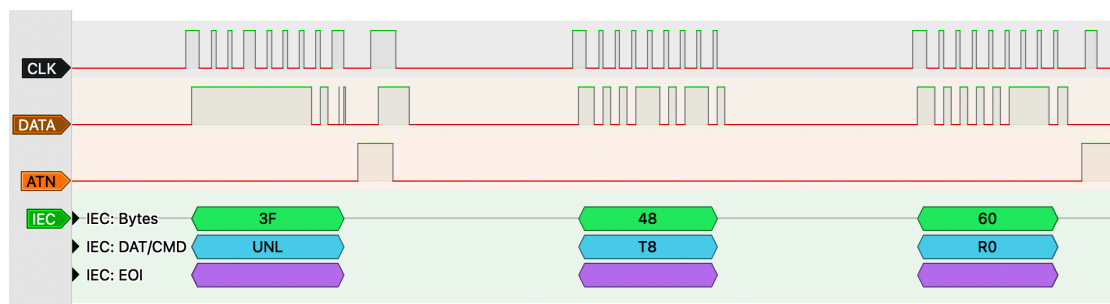 CLK
DATA
ATN
IEC IEC: Bytes 3F 48 60
IEC: DAT/CMD UNL T8 R0
IEC: EOI